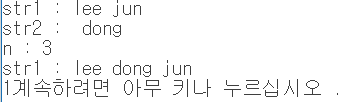 str1 : lee jun
str2 :  dong
n : 3
str1 : lee dong jun
1계속하려면 아무 키나 누르십시오 .